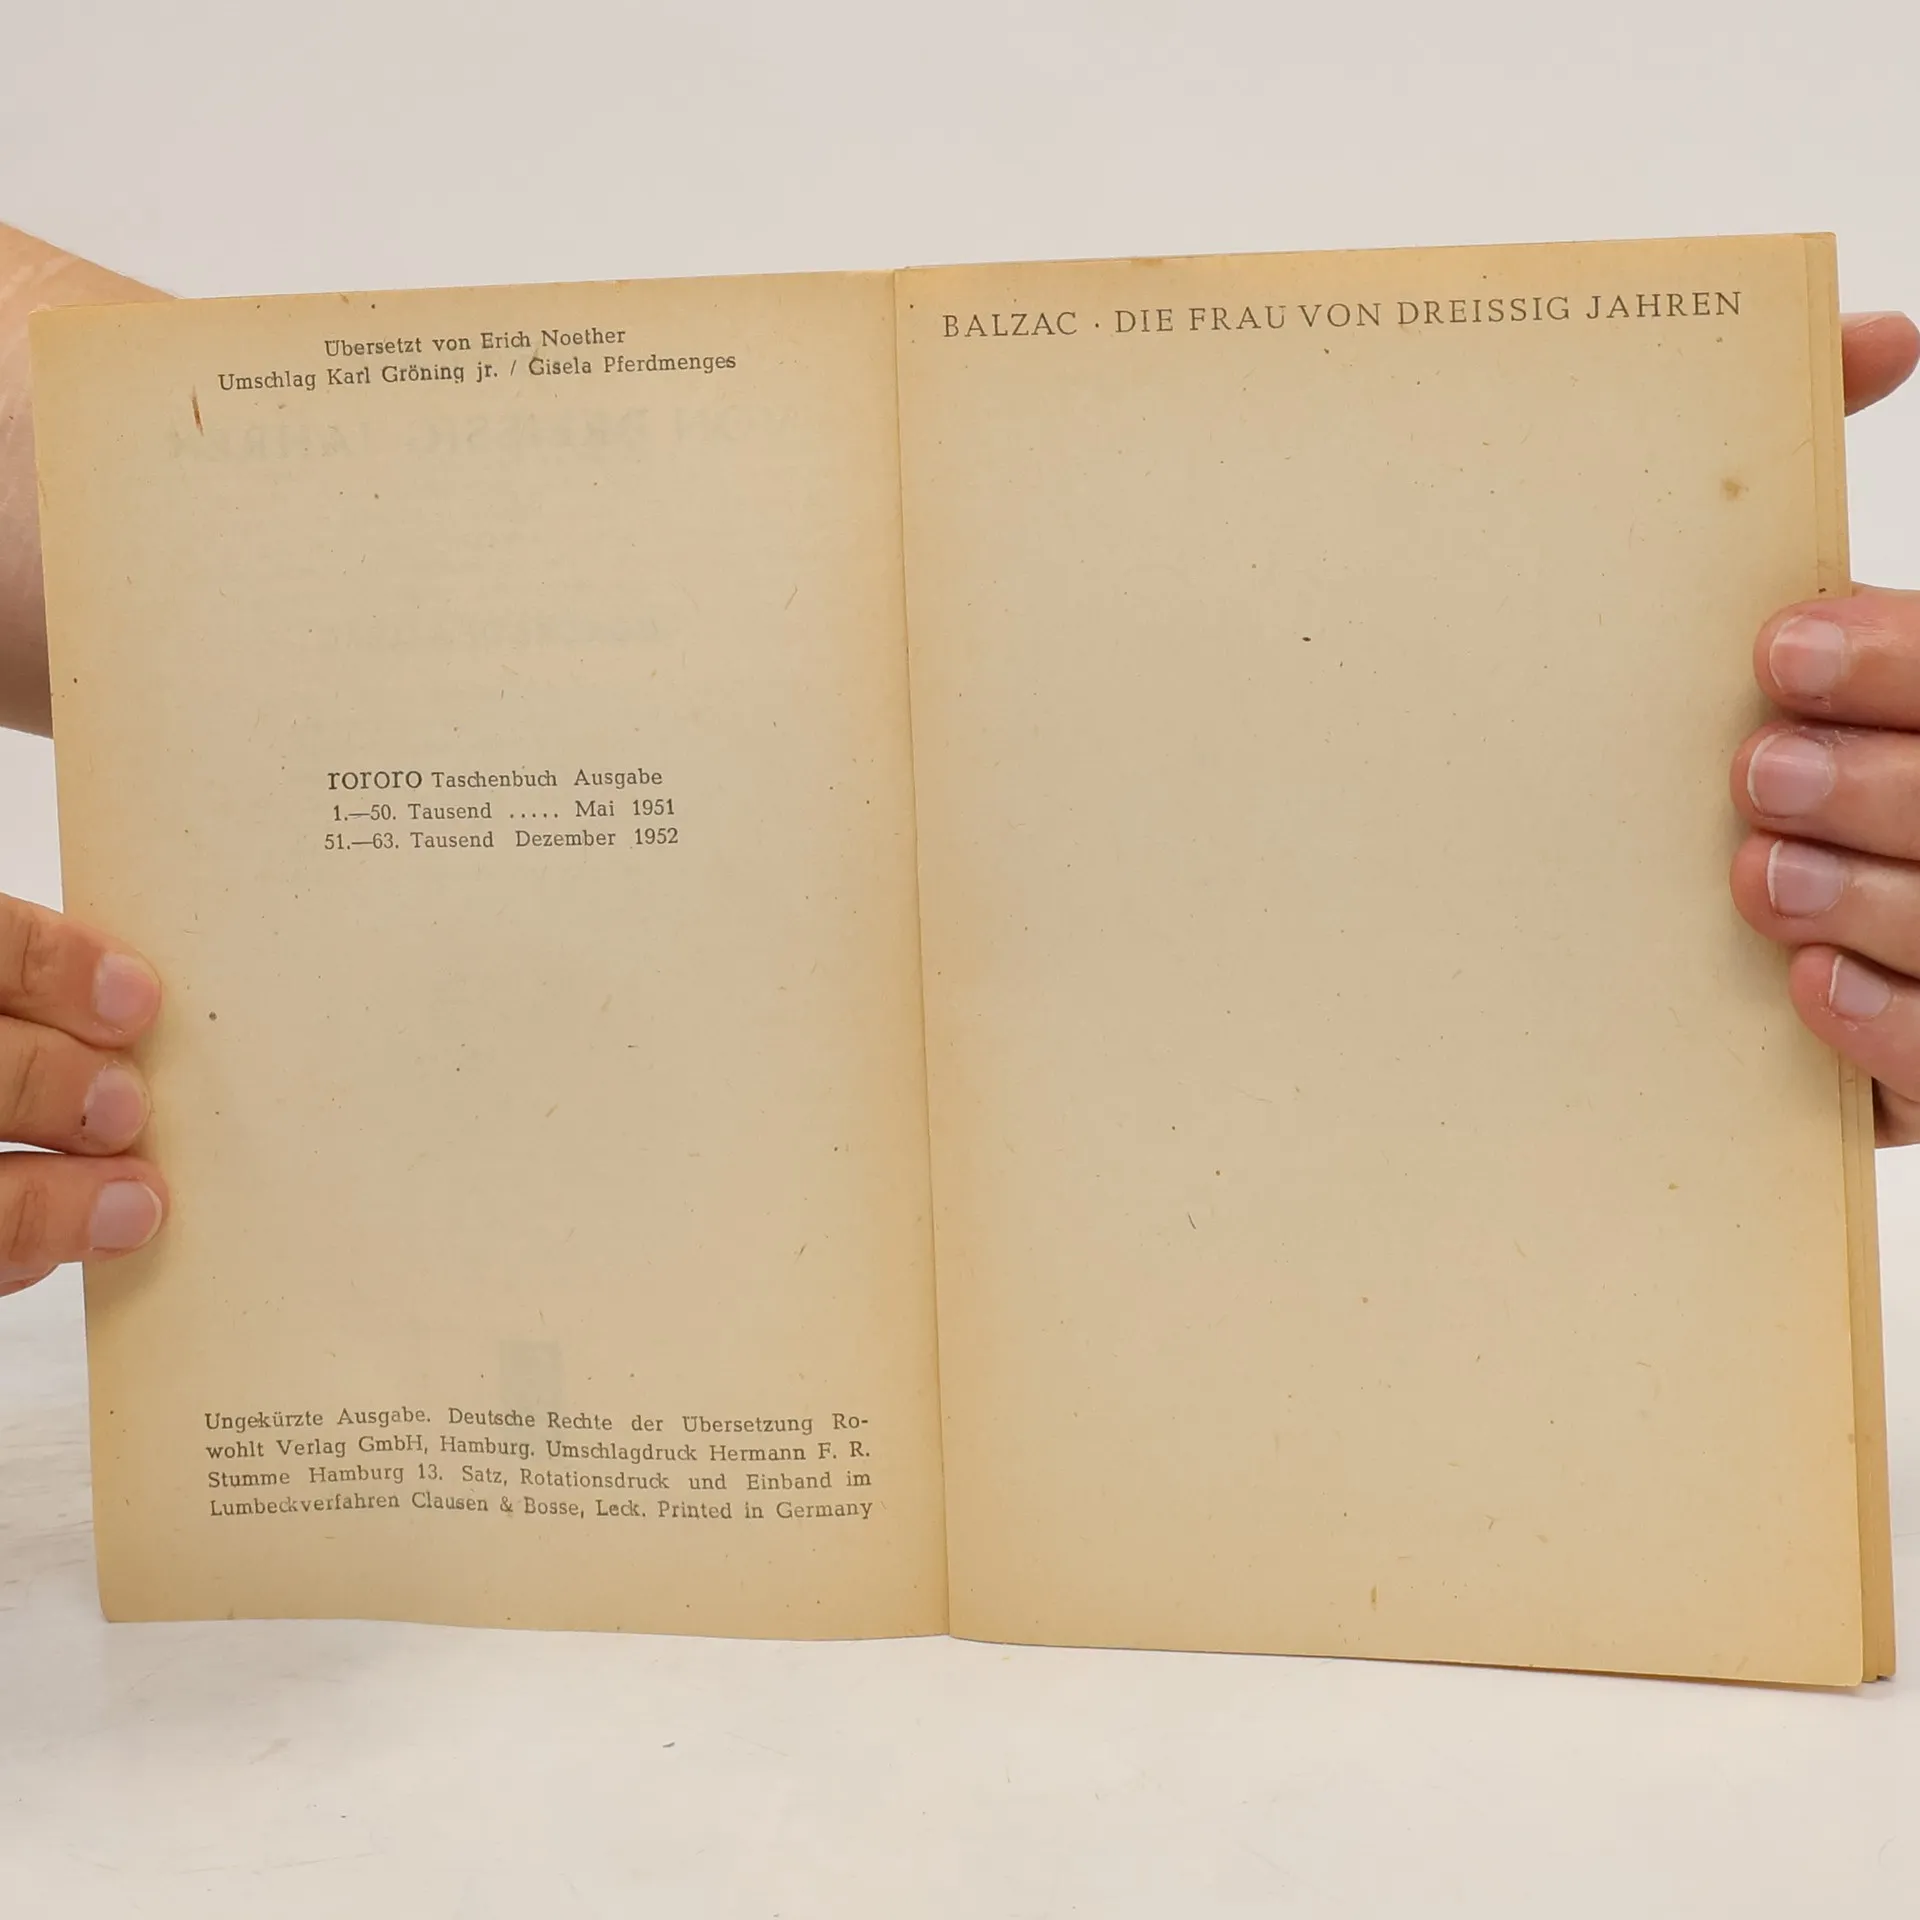 Übersetzt von Erich Noether
Umschlag Karl Gröning jr. / Gisela Pferdmenges
rororo Taschenbuch Ausgabe
1.—50. Tausend ..... Mai 1951
51.—63. Tausend Dezember 1952
Ungekürzte Ausgabe. Deutsche Rechte der Übersetzung Ro-
wohlt Verlag GmbH, Hamburg. Umschlagdruck Hermann F. R.
Stumme Hamburg 13. Satz, Rotationsdruck und Einband im
Lumbeckverfahren Clausen & Bosse, Leck. Printed in Germany
BALZAC · DIE FRAU VON DREISSIG JAHREN